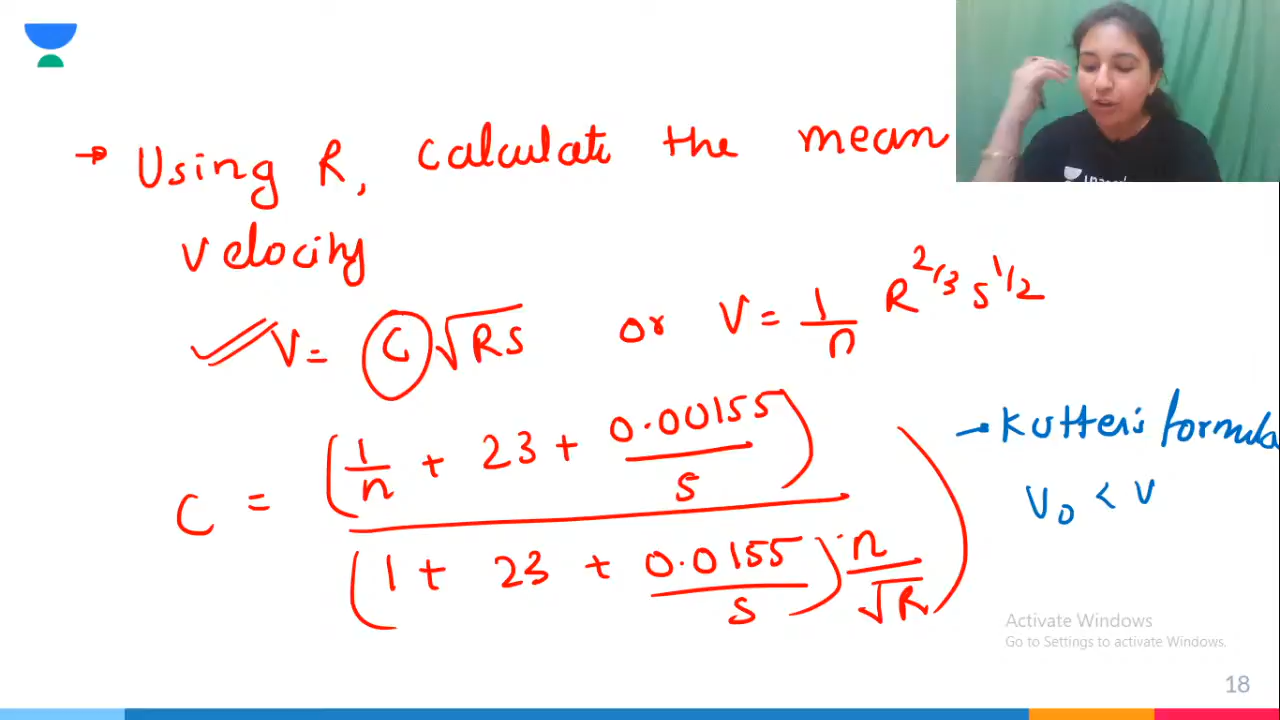 → Using R, calculate the mean
velocity
V = C √RS or V = 1/n R^2/3 S^1/2
C = (1/n + 23 + 0.00155/S) / (1 + 23 + 0.0155/S) · n/√R)
→ Kutter's formula
V₀ < V
Activate Windows
Go to Settings to activate Windows.
18